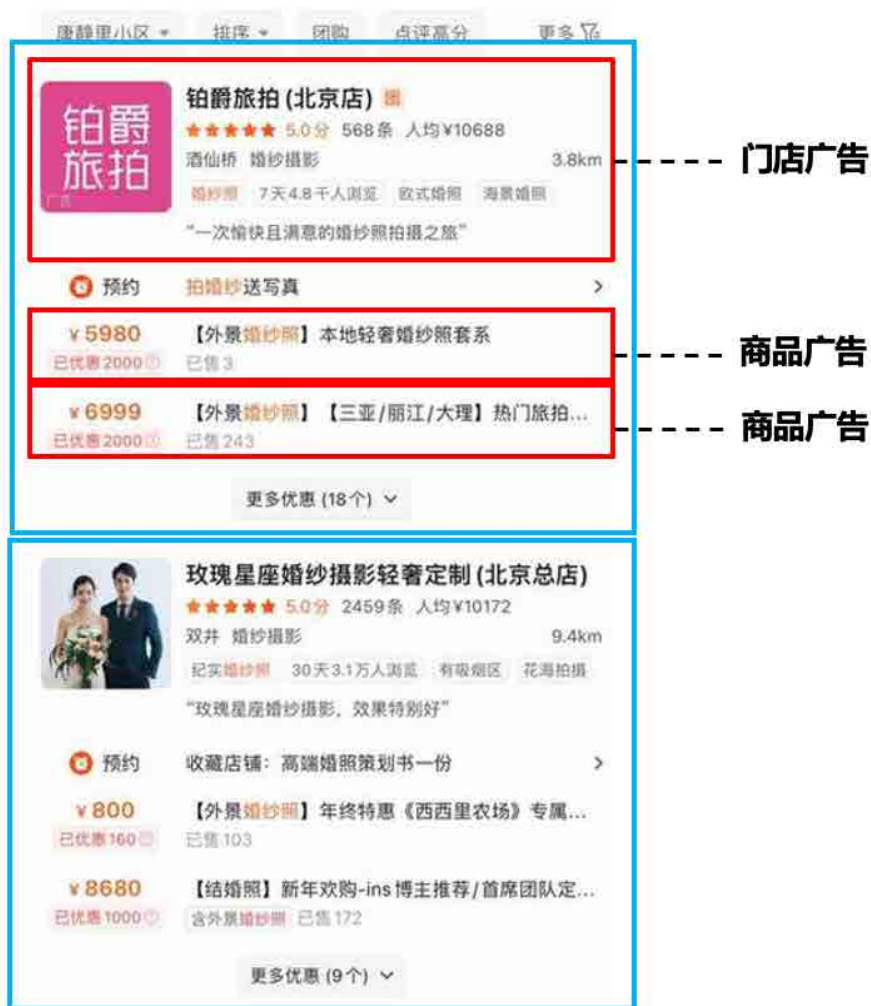 唐静里小区 排序 团购 点评高分 更多
铂爵旅拍
广告
铂爵旅拍 (北京店) 团
5.0分 568条 人均¥10688
酒仙桥 婚纱摄影 3.8km
婚纱照 7天4.8千人浏览 欧式婚照 海景婚照
“一次愉快且满意的婚纱照拍摄之旅”
门店广告
预约 拍婚纱送写真
¥5980 【外景婚纱照】本地轻奢婚纱照套系
已优惠2000 已售3
商品广告
¥6999 【外景婚纱照】【三亚/丽江/大理】热门旅拍...
已优惠2000 已售243
商品广告
更多优惠 (18个)
玫瑰星座婚纱摄影轻奢定制 (北京总店)
5.0分 2459条 人均¥10172
双井 婚纱摄影 9.4km
纪实婚纱照 30天3.1万人浏览 有吸烟区 花海拍摄
“玫瑰星座婚纱摄影，效果特别好”
预约 收藏店铺：高端婚照策划书一份
¥800 【外景婚纱照】年终特惠《西西里农场》专属...
已优惠160 已售103
¥8680 【结婚照】新年欢购-ins博主推荐/首席团队定...
已优惠1000 含外景婚纱照 已售172
更多优惠 (9个)